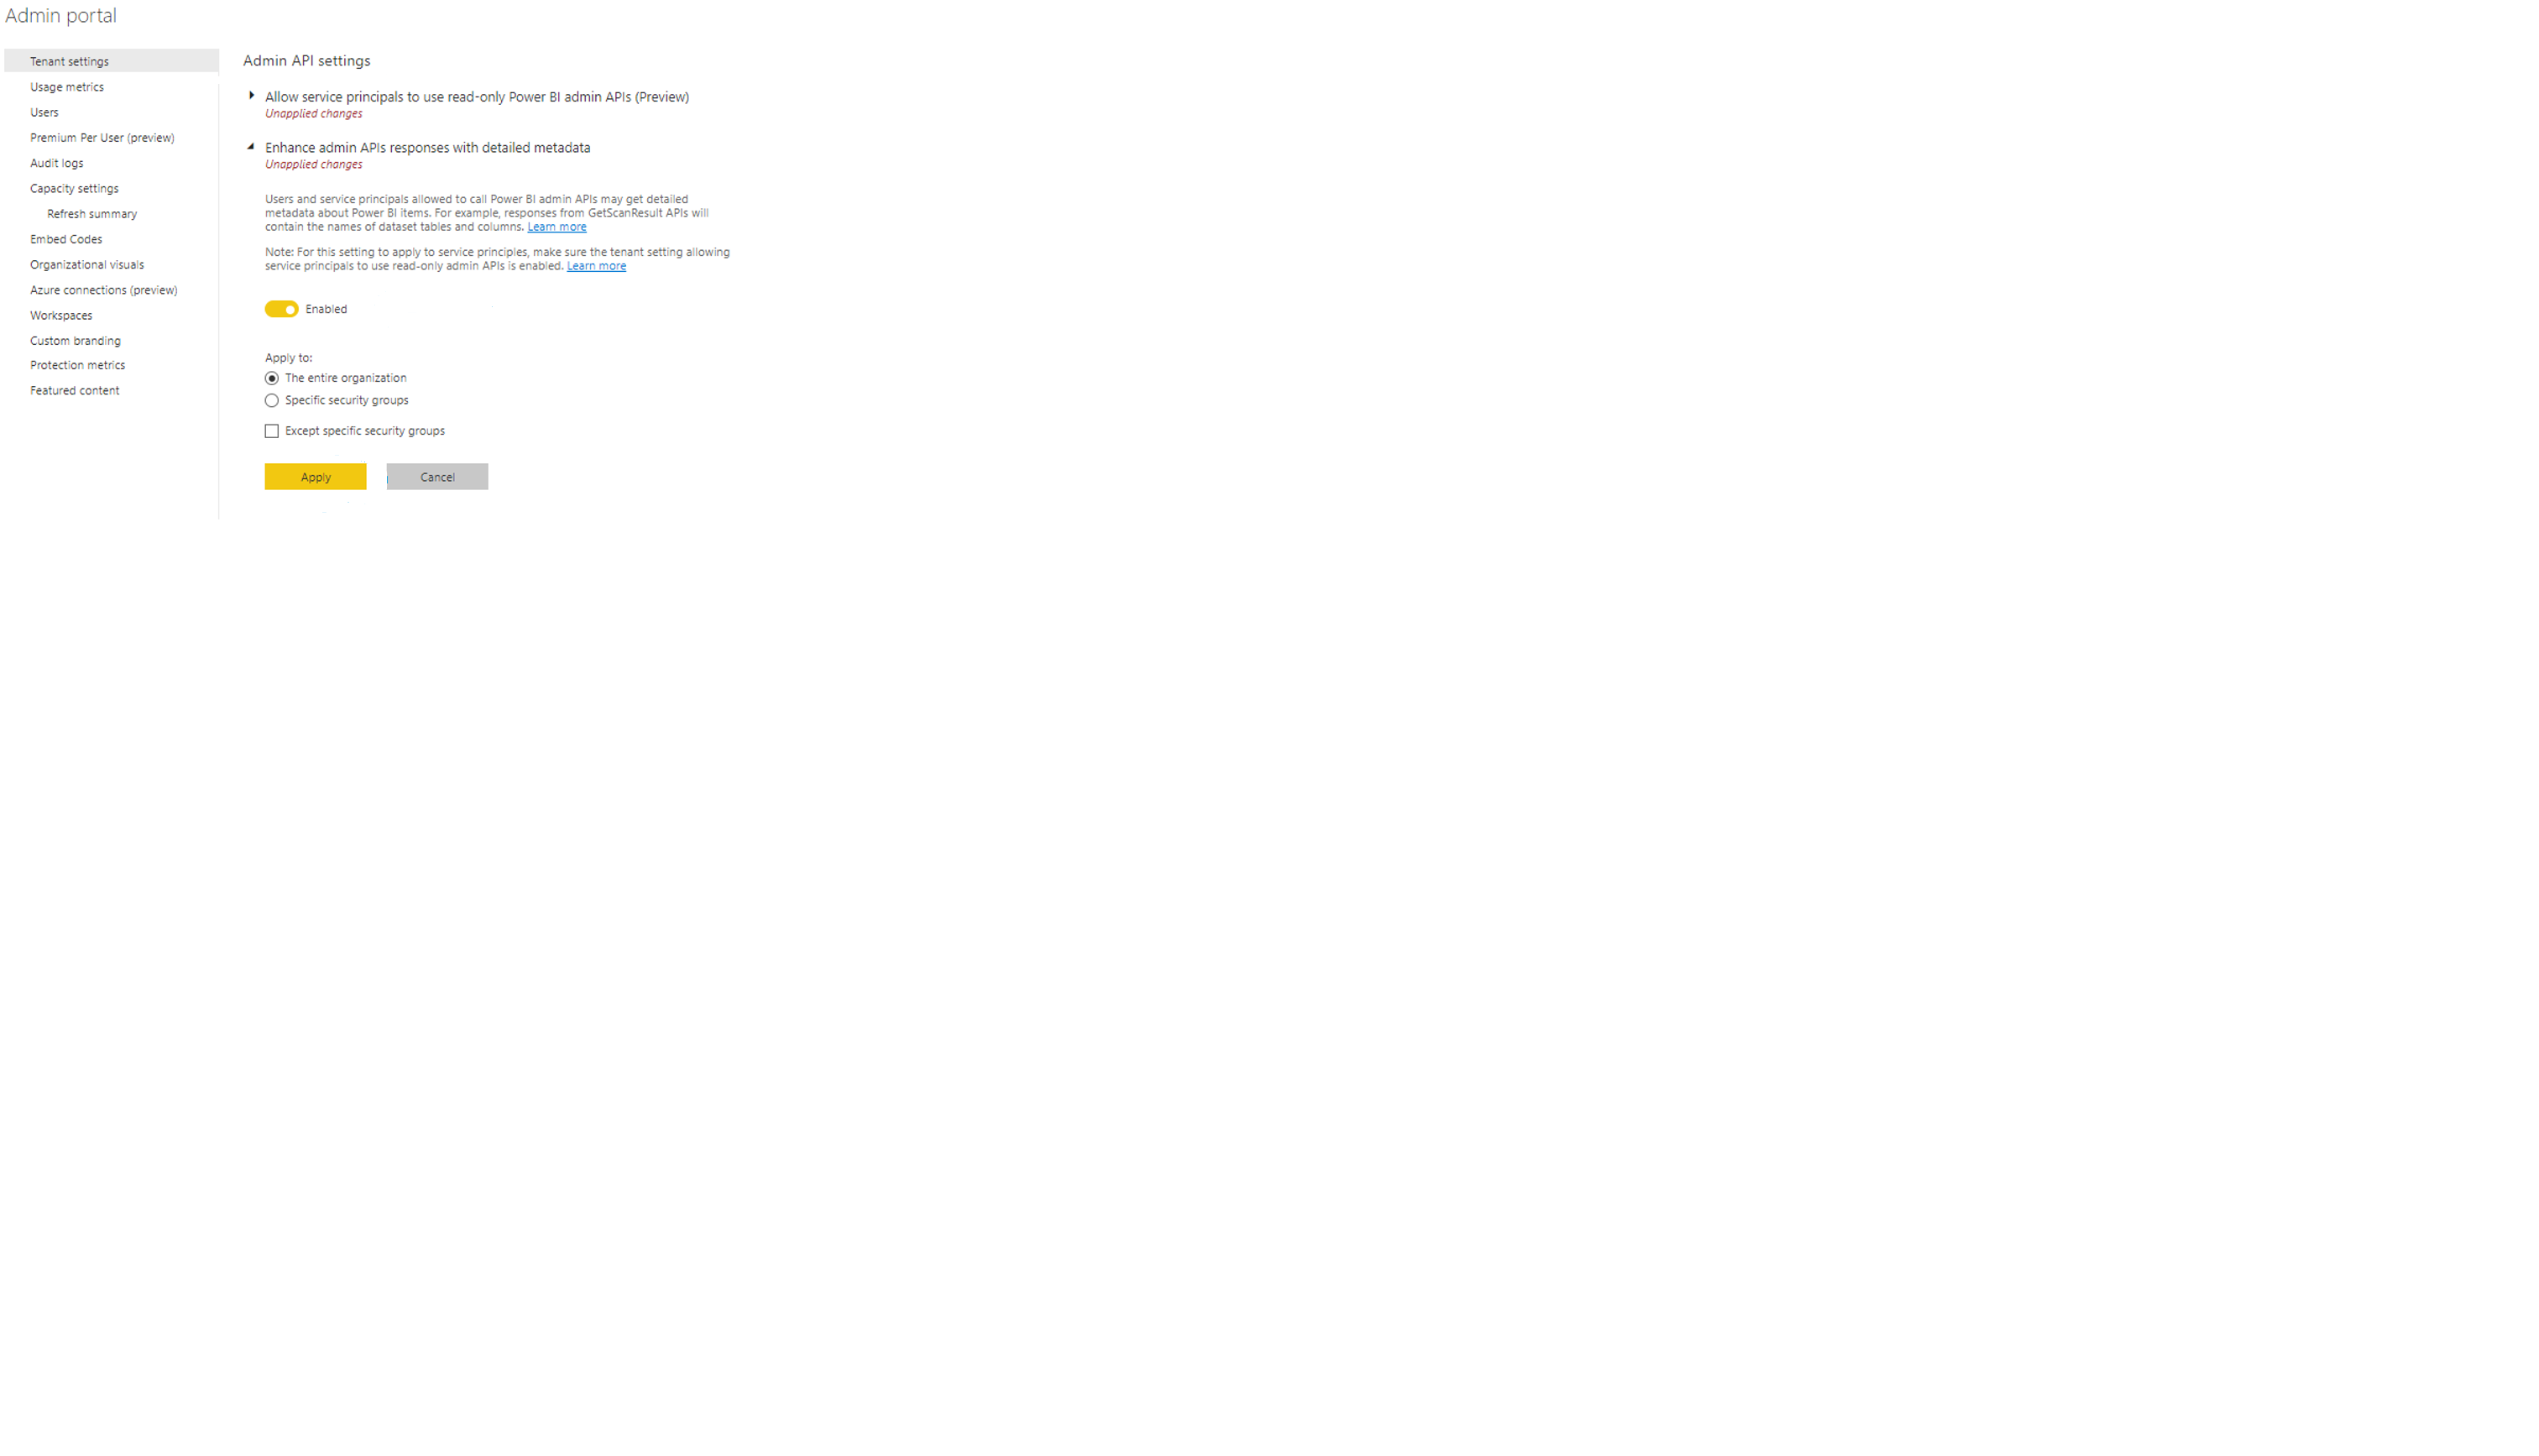 Admin portal
Tenant settings
Usage metrics
Users
Premium Per User (preview)
Audit logs
Capacity settings
Refresh summary
Embed Codes
Organizational visuals
Azure connections (preview)
Workspaces
Custom branding
Protection metrics
Featured content
Admin API settings
Allow service principals to use read-only Power BI admin APIs (Preview)
Unapplied changes
Enhance admin APIs responses with detailed metadata
Unapplied changes
Users and service principals allowed to call Power BI admin APIs may get detailed
metadata about Power BI items. For example, responses from GetScanResult APIs will
contain the names of dataset tables and columns. Learn more
Note: For this setting to apply to service principles, make sure the tenant setting allowing
service principals to use read-only admin APIs is enabled. Learn more
Enabled
Apply to:
The entire organization
Specific security groups
Except specific security groups
Apply
Cancel